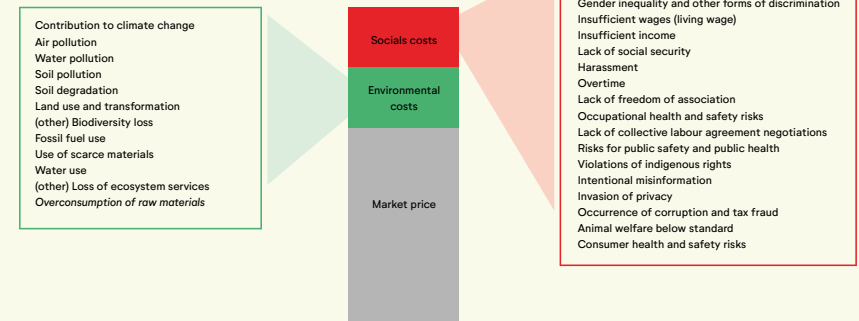 Contribution to climate change
Air pollution
Water pollution
Soil pollution
Soil degradation
Land use and transformation
(other) Biodiversity loss
Fossil fuel use
Use of scarce materials
Water use
(other) Loss of ecosystem services
Overconsumption of raw materials
Socials costs
Environmental
costs
Market price
Gender inequality and other forms of discrimination
Insufficient wages (living wage)
Insufficient income
Lack of social security
Harassment
Overtime
Lack of freedom of association
Occupational health and safety risks
Lack of collective labour agreement negotiations
Risks for public safety and public health
Violations of indigenous rights
Intentional misinformation
Invasion of privacy
Occurrence of corruption and tax fraud
Animal welfare below standard
Consumer health and safety risks